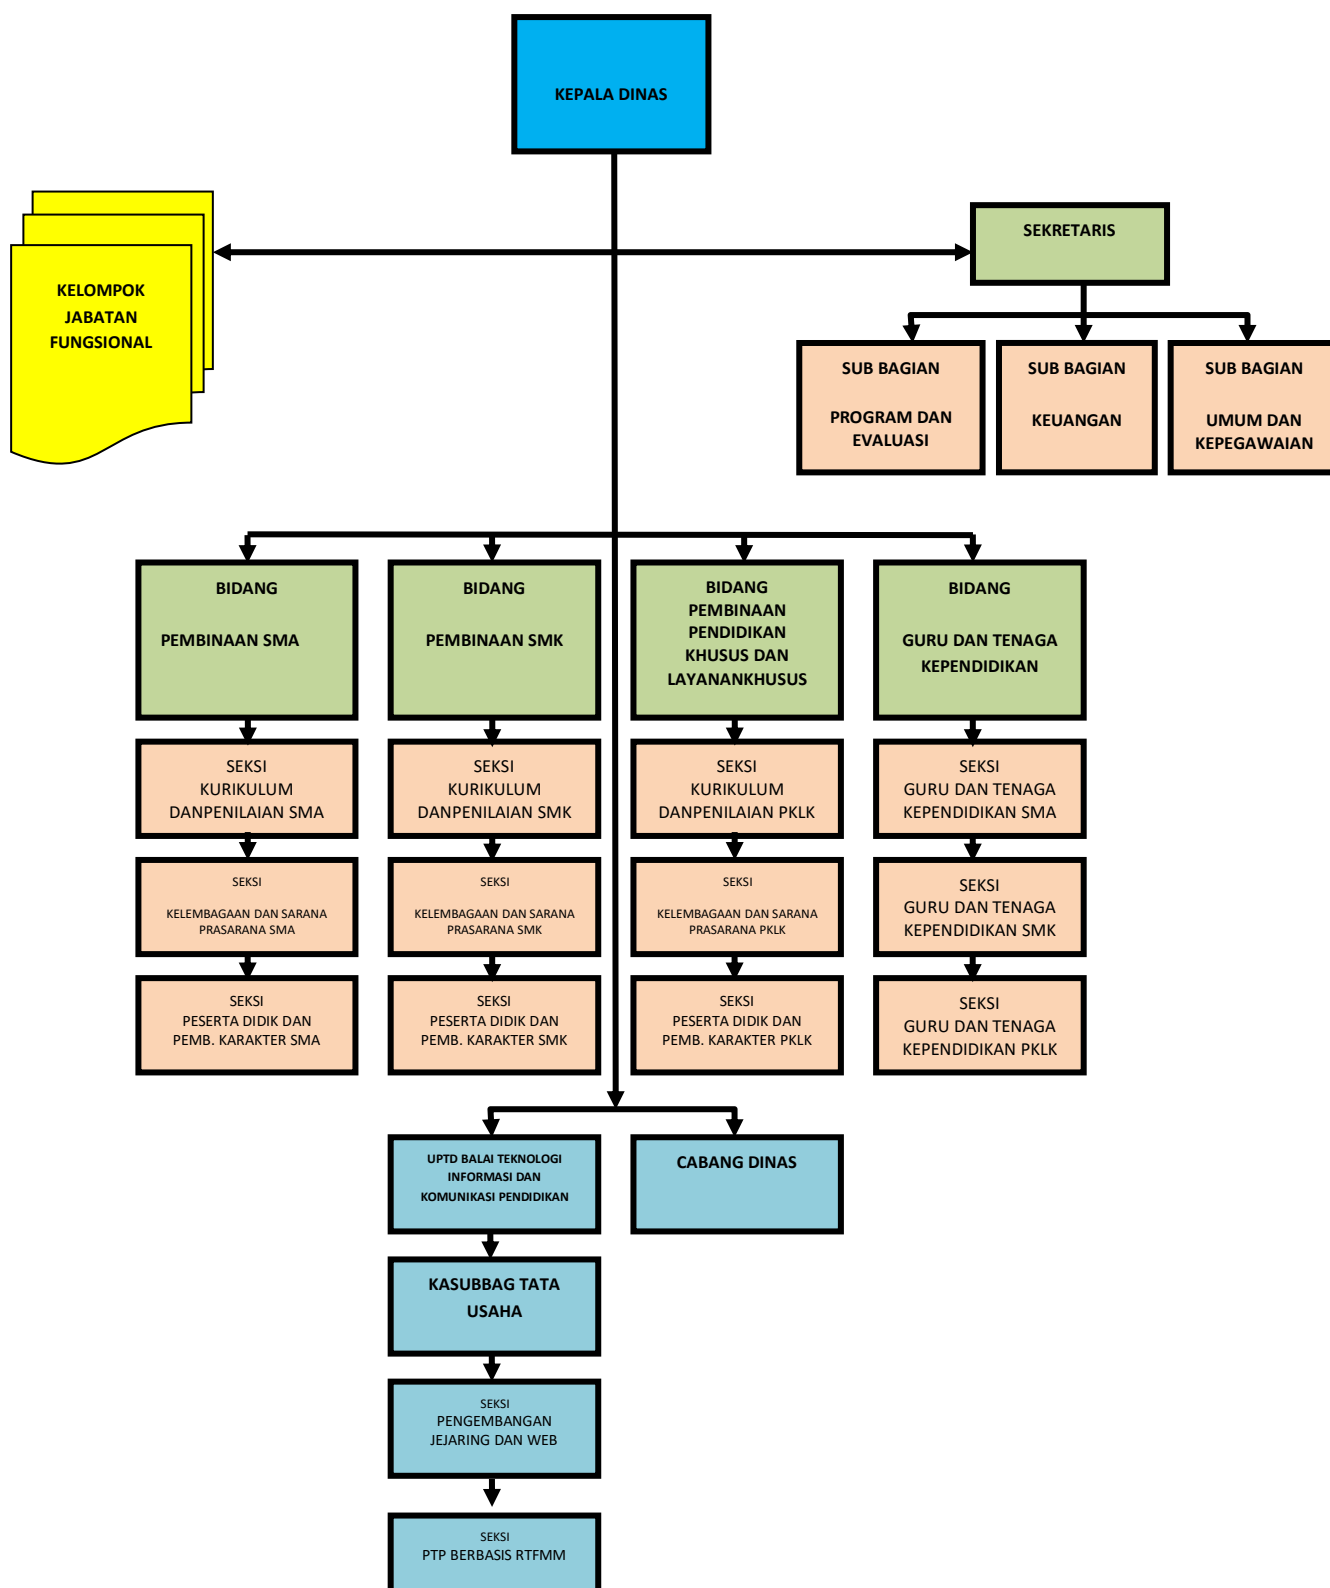 KEPALA DINAS
SEKRETARIS
KELOMPOK
JABATAN
FUNGSIONAL
SUB BAGIAN
PROGRAM DAN
EVALUASI
SUB BAGIAN
KEUANGAN
SUB BAGIAN
UMUM DAN
KEPEGAWAIAN
BIDANG
PEMBINAAN SMA
BIDANG
PEMBINAAN SMK
BIDANG
PEMBINAAN
PENDIDIKAN
KHUSUS DAN
LAYANANKHUSUS
BIDANG
GURU DAN TENAGA
KEPENDIDIKAN
SEKSI
KURIKULUM
DANPENILAIAN SMA
SEKSI
KURIKULUM
DANPENILAIAN SMK
SEKSI
KURIKULUM
DANPENILAIAN PKLK
SEKSI
GURU DAN TENAGA
KEPENDIDIKAN SMA
SEKSI
KELEMBAGAAN DAN SARANA
PRASARANA SMA
SEKSI
KELEMBAGAAN DAN SARANA
PRASARANA SMK
SEKSI
KELEMBAGAAN DAN SARANA
PRASARANA PKLK
SEKSI
GURU DAN TENAGA
KEPENDIDIKAN SMK
SEKSI
PESERTA DIDIK DAN
PEMB. KARAKTER SMA
SEKSI
PESERTA DIDIK DAN
PEMB. KARAKTER SMK
SEKSI
PESERTA DIDIK DAN
PEMB. KARAKTER PKLK
SEKSI
GURU DAN TENAGA
KEPENDIDIKAN PKLK
UPTD BALAI TEKNOLOGI
INFORMASI DAN
KOMUNIKASI PENDIDIKAN
CABANG DINAS
KASUBBAG TATA
USAHA
SEKSI
PENGEMBANGAN
JEJARING DAN WEB
SEKSI
PTP BERBASIS RTFMM